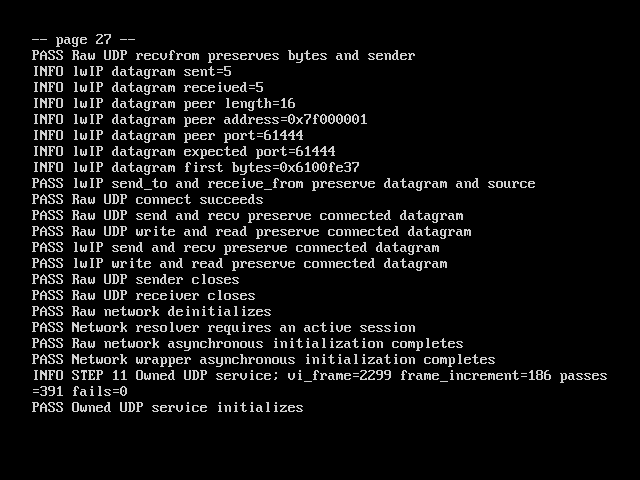 -- page 27 --
PASS Raw UDP recvfrom preserves bytes and sender
INFO lwIP datagram sent=5
INFO lwIP datagram received=5
INFO lwIP datagram peer length=16
INFO lwIP datagram peer address=0x7f000001
INFO lwIP datagram peer port=61444
INFO lwIP datagram expected port=61444
INFO lwIP datagram first bytes=0x6100fe37
PASS lwIP send_to and receive_from preserve datagram and source
PASS Raw UDP connect succeeds
PASS Raw UDP send and recv preserve connected datagram
PASS Raw UDP write and read preserve connected datagram
PASS lwIP send and recv preserve connected datagram
PASS lwIP write and read preserve connected datagram
PASS Raw UDP sender closes
PASS Raw UDP receiver closes
PASS Raw network deinitializes
PASS Network resolver requires an active session
PASS Raw network asynchronous initialization completes
PASS Network wrapper asynchronous initialization completes
INFO STEP 11 Owned UDP service; vi_frame=2299 frame_increment=186 passes
=391 fails=0
PASS Owned UDP service initializes